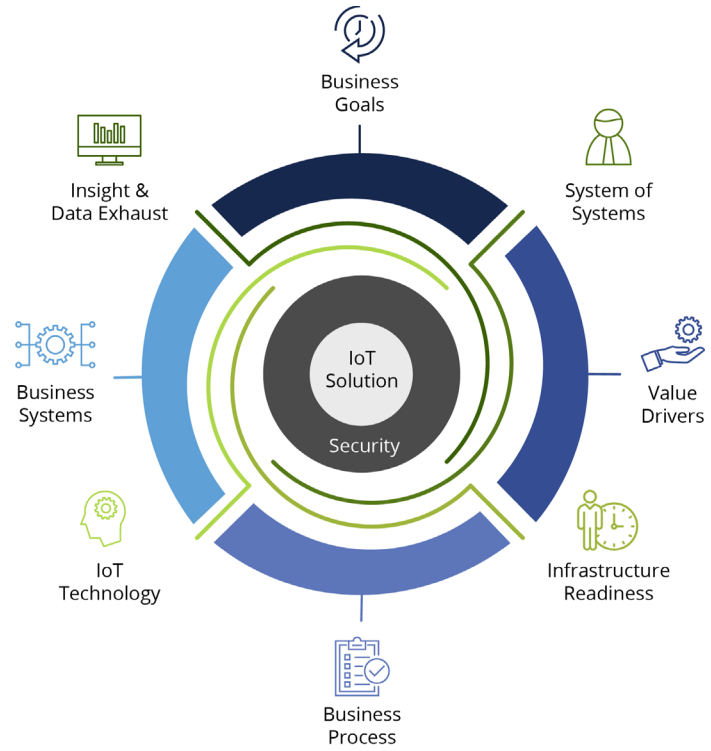 Business
Goals
Insight &
Data Exhaust
System of
Systems
IoT
Solution
Business
Systems
Value
Drivers
Security
IoT
Technology
Infrastructure
Readiness
Business
Process